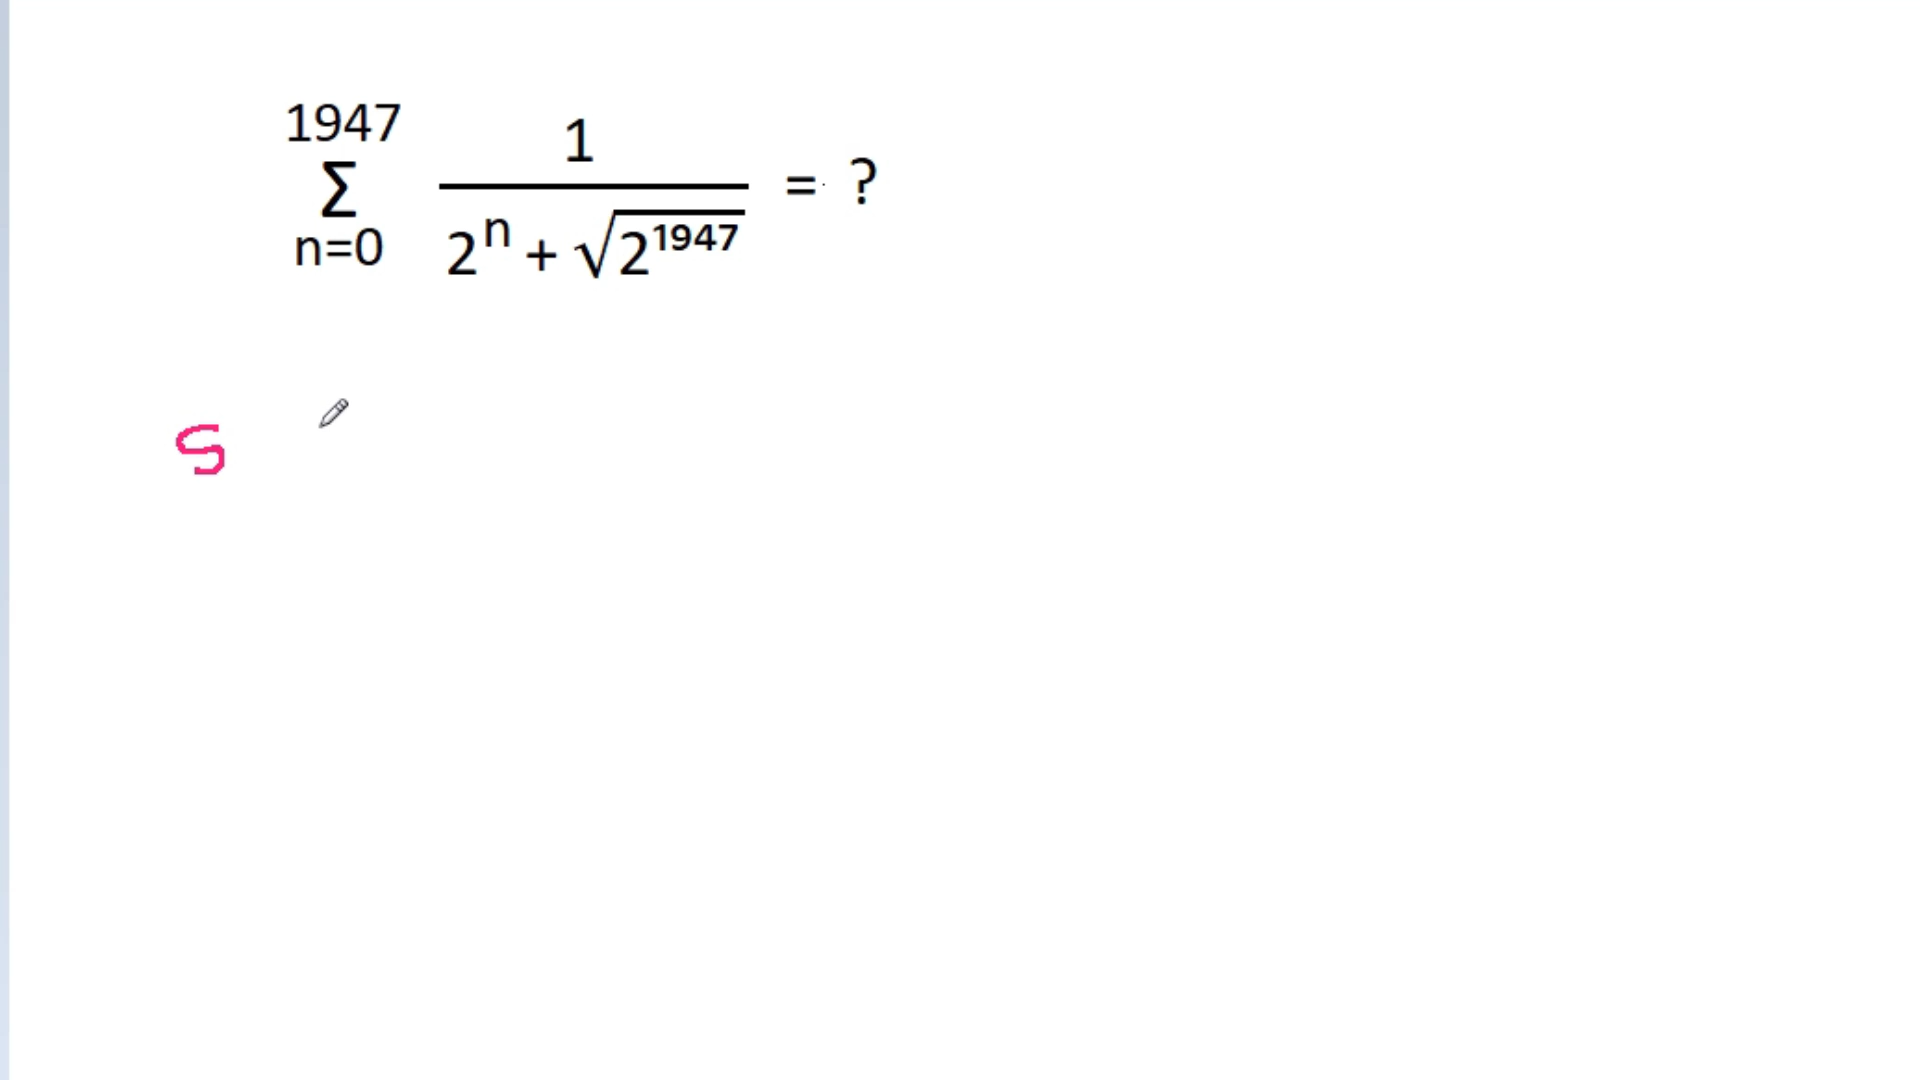 1947
Σ
n=0
1
2ⁿ + √2¹⁹⁴⁷
= ?
S